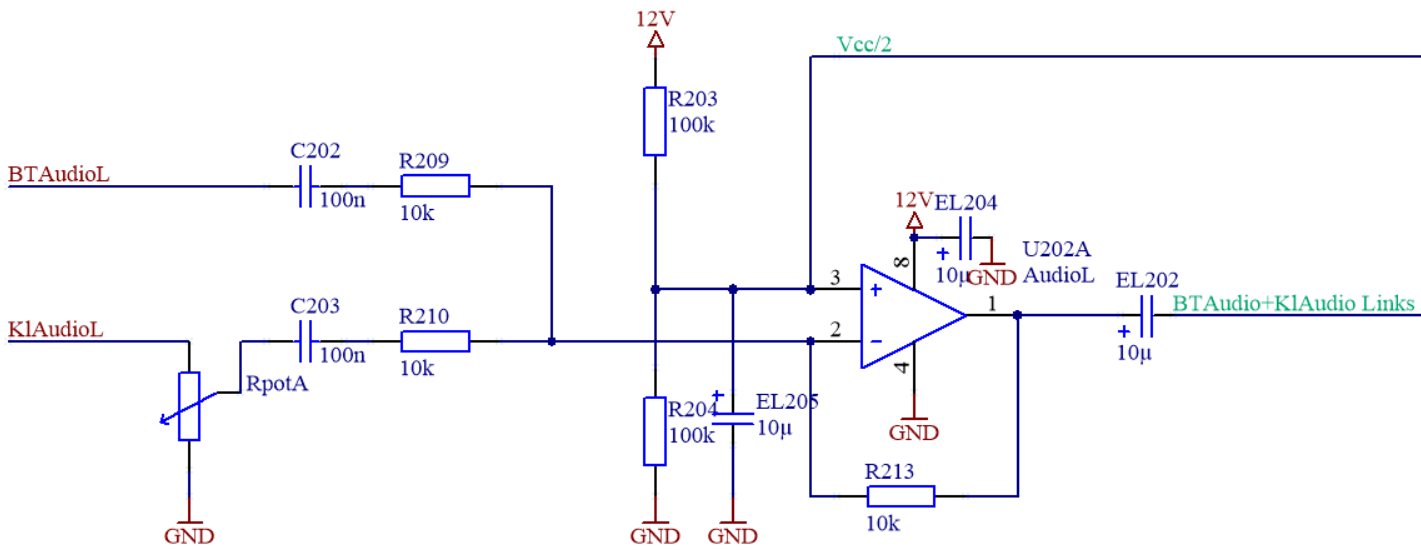 12V
Vcc/2
R203
100k
C202
R209
BTAudioL
100n
10k
12V
EL204
+
10µ
GND
U202A
AudioL
8
3
+
1
EL202
BTAudio+KlAudio Links
+
10µ
C203
R210
KlAudioL
100n
10k
2
−
4
RpotA
R204
100k
+
EL205
10µ
GND
R213
10k
GND
GND
GND